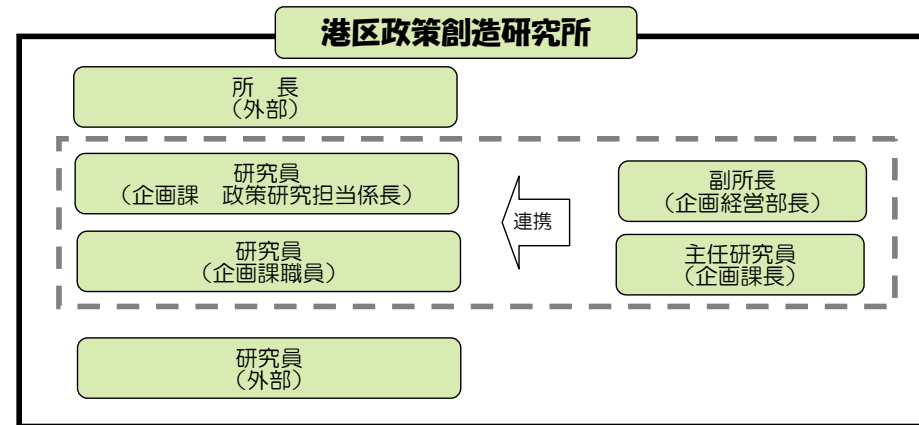 港区政策創造研究所
所　長
（外部）
研究員
（企画課　政策研究担当係長）
研究員
（企画課職員）
連携
副所長
（企画経営部長）
主任研究員
（企画課長）
研究員
（外部）